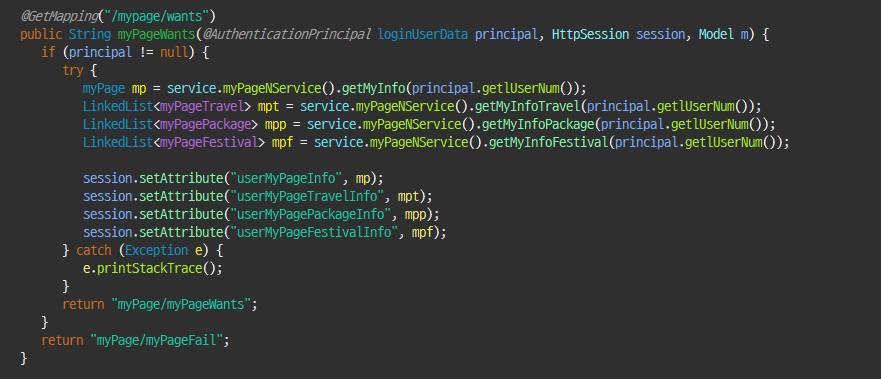 @GetMapping("/mypage/wants")
public String myPageWants(@AuthenticationPrincipal loginUserData principal, HttpSession session, Model m) {
if (principal != null) {
try {
myPage mp = service.myPageNService().getMyInfo(principal.getlUserNum());
LinkedList<myPageTravel> mpt = service.myPageNService().getMyInfoTravel(principal.getlUserNum());
LinkedList<myPagePackage> mpp = service.myPageNService().getMyInfoPackage(principal.getlUserNum());
LinkedList<myPageFestival> mpf = service.myPageNService().getMyInfoFestival(principal.getlUserNum());
session.setAttribute("userMyPageInfo", mp);
session.setAttribute("userMyPageTravelInfo", mpt);
session.setAttribute("userMyPagePackageInfo", mpp);
session.setAttribute("userMyPageFestivalInfo", mpf);
} catch (Exception e) {
e.printStackTrace();
}
return "myPage/myPageWants";
}
return "myPage/myPageFail";
}